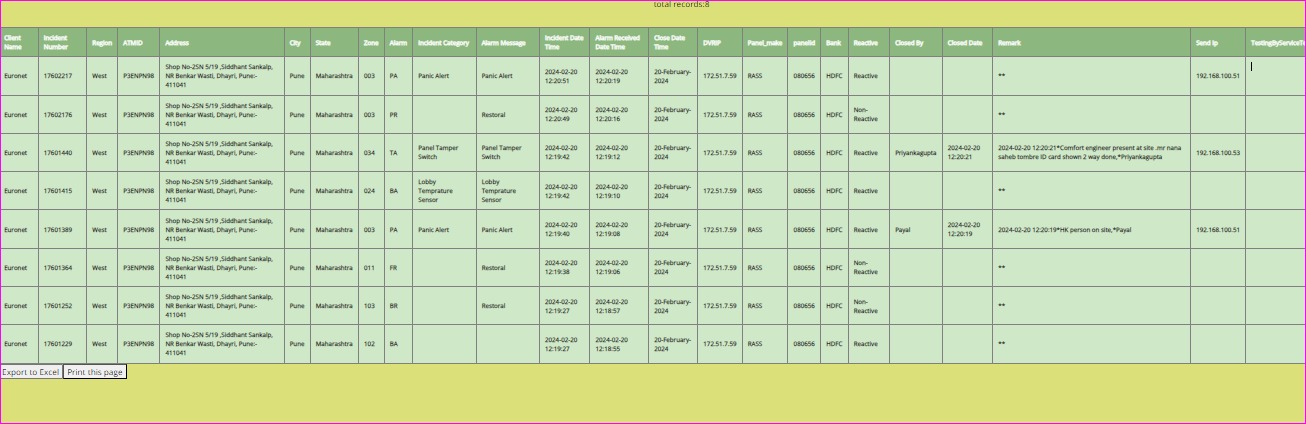 total records:8
Client Name Incident Number Region ATMID Address City State Zone Alarm Incident Category Alarm Message Incident Date Time Alarm Received Date Time Close Date Time DVRIP Panel_make panelid Bank Reactive Closed By Closed Date Remark Send Ip
Euronet 17602217 West P3ENPN98 Shop No-2SN 5/19 ,Siddhant Sankalp, NR Benkar Wasti, Dhayri, Pune:- 411041 Pune Maharashtra 003 PA Panic Alert Panic Alert 2024-02-20 12:20:51 2024-02-20 12:20:19 20-February-2024 172.51.7.59 RASS 080656 HDFC Reactive ** 192.168.100.51
Euronet 17602176 West P3ENPN98 Shop No-2SN 5/19 ,Siddhant Sankalp, NR Benkar Wasti, Dhayri, Pune:- 411041 Pune Maharashtra 003 PR Restoral 2024-02-20 12:20:49 2024-02-20 12:20:16 20-February-2024 172.51.7.59 RASS 080656 HDFC Non-Reactive **
Euronet 17601440 West P3ENPN98 Shop No-2SN 5/19 ,Siddhant Sankalp, NR Benkar Wasti, Dhayri, Pune:- 411041 Pune Maharashtra 034 TA Panel Tamper Switch Panel Tamper Switch 2024-02-20 12:19:42 2024-02-20 12:19:12 20-February-2024 172.51.7.59 RASS 080656 HDFC Reactive Priyankagupta 2024-02-20 12:20:21 2024-02-20 12:20:21*Comfort engineer present at site .mr nana saheb tombre ID card shown 2 way done,*Priyankagupta 192.168.100.53
Euronet 17601415 West P3ENPN98 Shop No-2SN 5/19 ,Siddhant Sankalp, NR Benkar Wasti, Dhayri, Pune:- 411041 Pune Maharashtra 024 BA Lobby Temprature Sensor Lobby Temprature Sensor 2024-02-20 12:19:42 2024-02-20 12:19:10 20-February-2024 172.51.7.59 RASS 080656 HDFC Reactive **
Euronet 17601389 West P3ENPN98 Shop No-2SN 5/19 ,Siddhant Sankalp, NR Benkar Wasti, Dhayri, Pune:- 411041 Pune Maharashtra 003 PA Panic Alert Panic Alert 2024-02-20 12:19:40 2024-02-20 12:19:08 20-February-2024 172.51.7.59 RASS 080656 HDFC Reactive Payal 2024-02-20 12:20:19 2024-02-20 12:20:19*HK person on site,*Payal 192.168.100.51
Euronet 17601364 West P3ENPN98 Shop No-2SN 5/19 ,Siddhant Sankalp, NR Benkar Wasti, Dhayri, Pune:- 411041 Pune Maharashtra 011 FR Restoral 2024-02-20 12:19:38 2024-02-20 12:19:06 20-February-2024 172.51.7.59 RASS 080656 HDFC Non-Reactive **
Euronet 17601252 West P3ENPN98 Shop No-2SN 5/19 ,Siddhant Sankalp, NR Benkar Wasti, Dhayri, Pune:- 411041 Pune Maharashtra 103 BR Restoral 2024-02-20 12:19:27 2024-02-20 12:18:57 20-February-2024 172.51.7.59 RASS 080656 HDFC Non-Reactive **
Euronet 17601229 West P3ENPN98 Shop No-2SN 5/19 ,Siddhant Sankalp, NR Benkar Wasti, Dhayri, Pune:- 411041 Pune Maharashtra 102 BA 2024-02-20 12:19:27 2024-02-20 12:18:55 20-February-2024 172.51.7.59 RASS 080656 HDFC Reactive **
Export to Excel Print this page